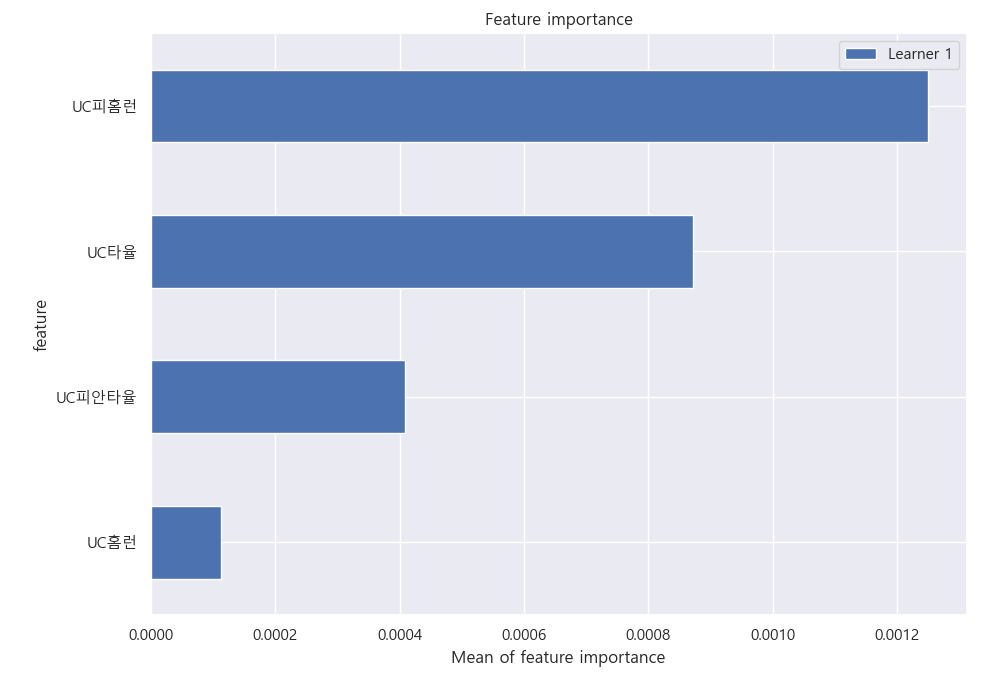 Feature importance
Learner 1
UC피홈런
UC타율
UC피안타율
UC홈런
feature
0.0000 0.0002 0.0004 0.0006 0.0008 0.0010 0.0012
Mean of feature importance